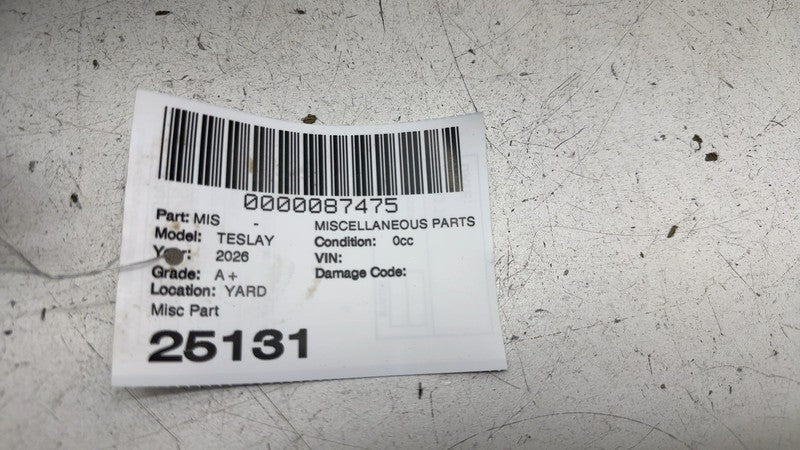 0000087475
Part: MIS - MISCELLANEOUS PARTS
Model: TESLAY Condition: 0cc
Year: 2026 VIN:
Grade: A+ Damage Code:
Location: YARD
Misc Part
25131